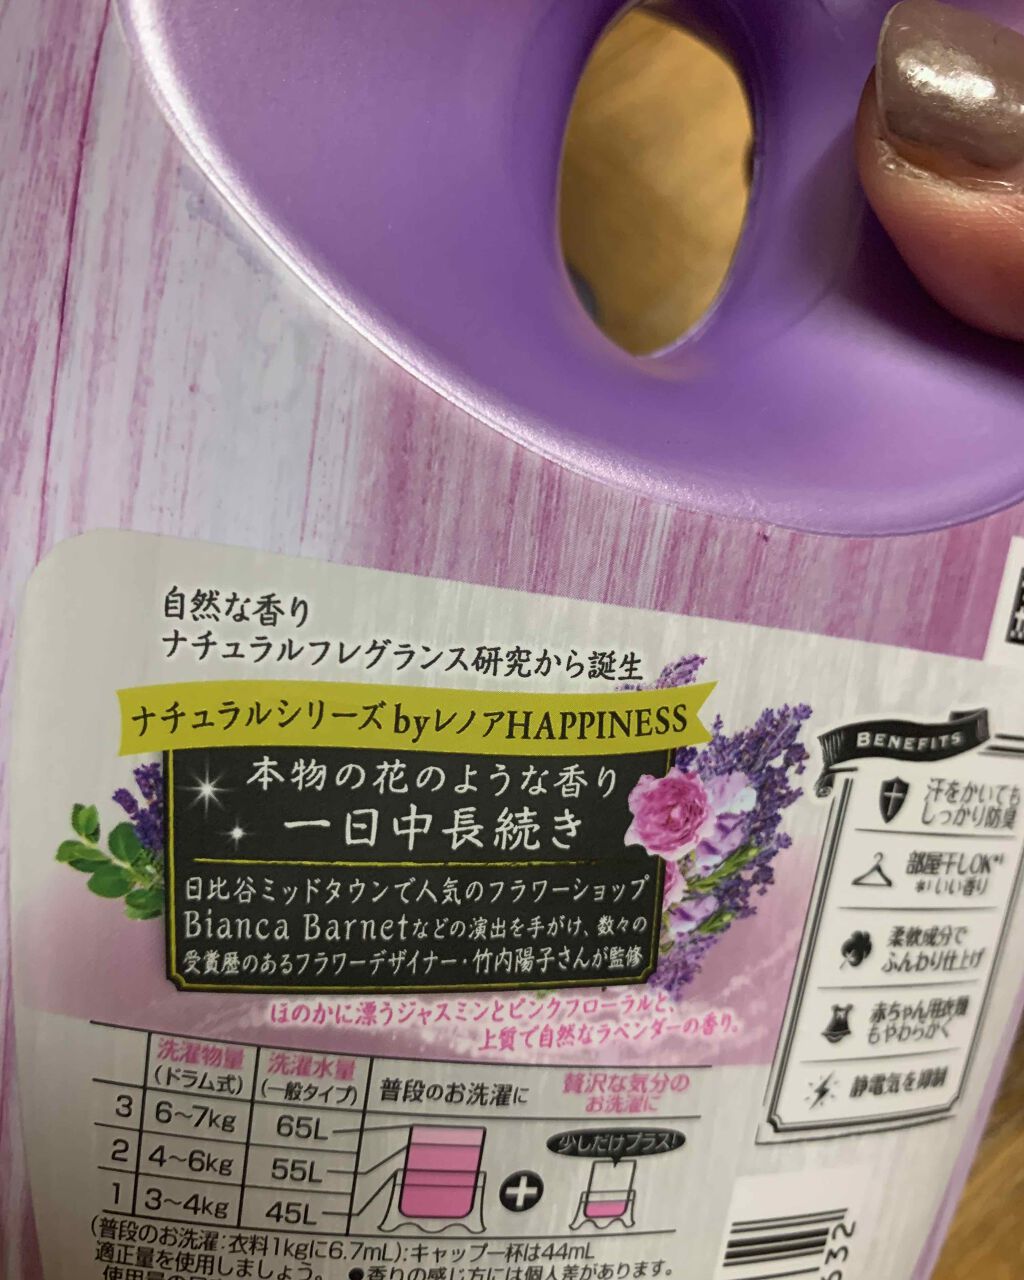 自然な香り
ナチュラルフレグランス研究から誕生
ナチュラルシリーズbyレノアHAPPINESS
本物の花のような香り
一日中長続き
日比谷ミッドタウンで人気のフラワーショップ
Bianca Barnetなどの演出を手がけ、数々の
受賞歴のあるフラワーデザイナー・竹内陽子さんが監修
ほのかに漂うジャスミンとピンクフローラルと、
上質で自然なラベンダーの香り。
BENEFITS
汗をかいても
しっかり防臭
部屋干しOK*1
*1 いい香り
柔軟成分で
ふんわり仕上げ
赤ちゃん用衣類
もやわらかく
静電気を抑制
洗濯物量
(ドラム式)
洗濯水量
(一般タイプ)
普段のお洗濯に
贅沢な気分の
お洗濯に
3 6〜7kg 65L
2 4〜6kg 55L
1 3〜4kg 45L
少しだけプラス!
(普段のお洗濯:衣料1kgに6.7mL):キャップ一杯は44mL
適正量を使用しましょう。 ●香りの感じ方には個人差があります。
532